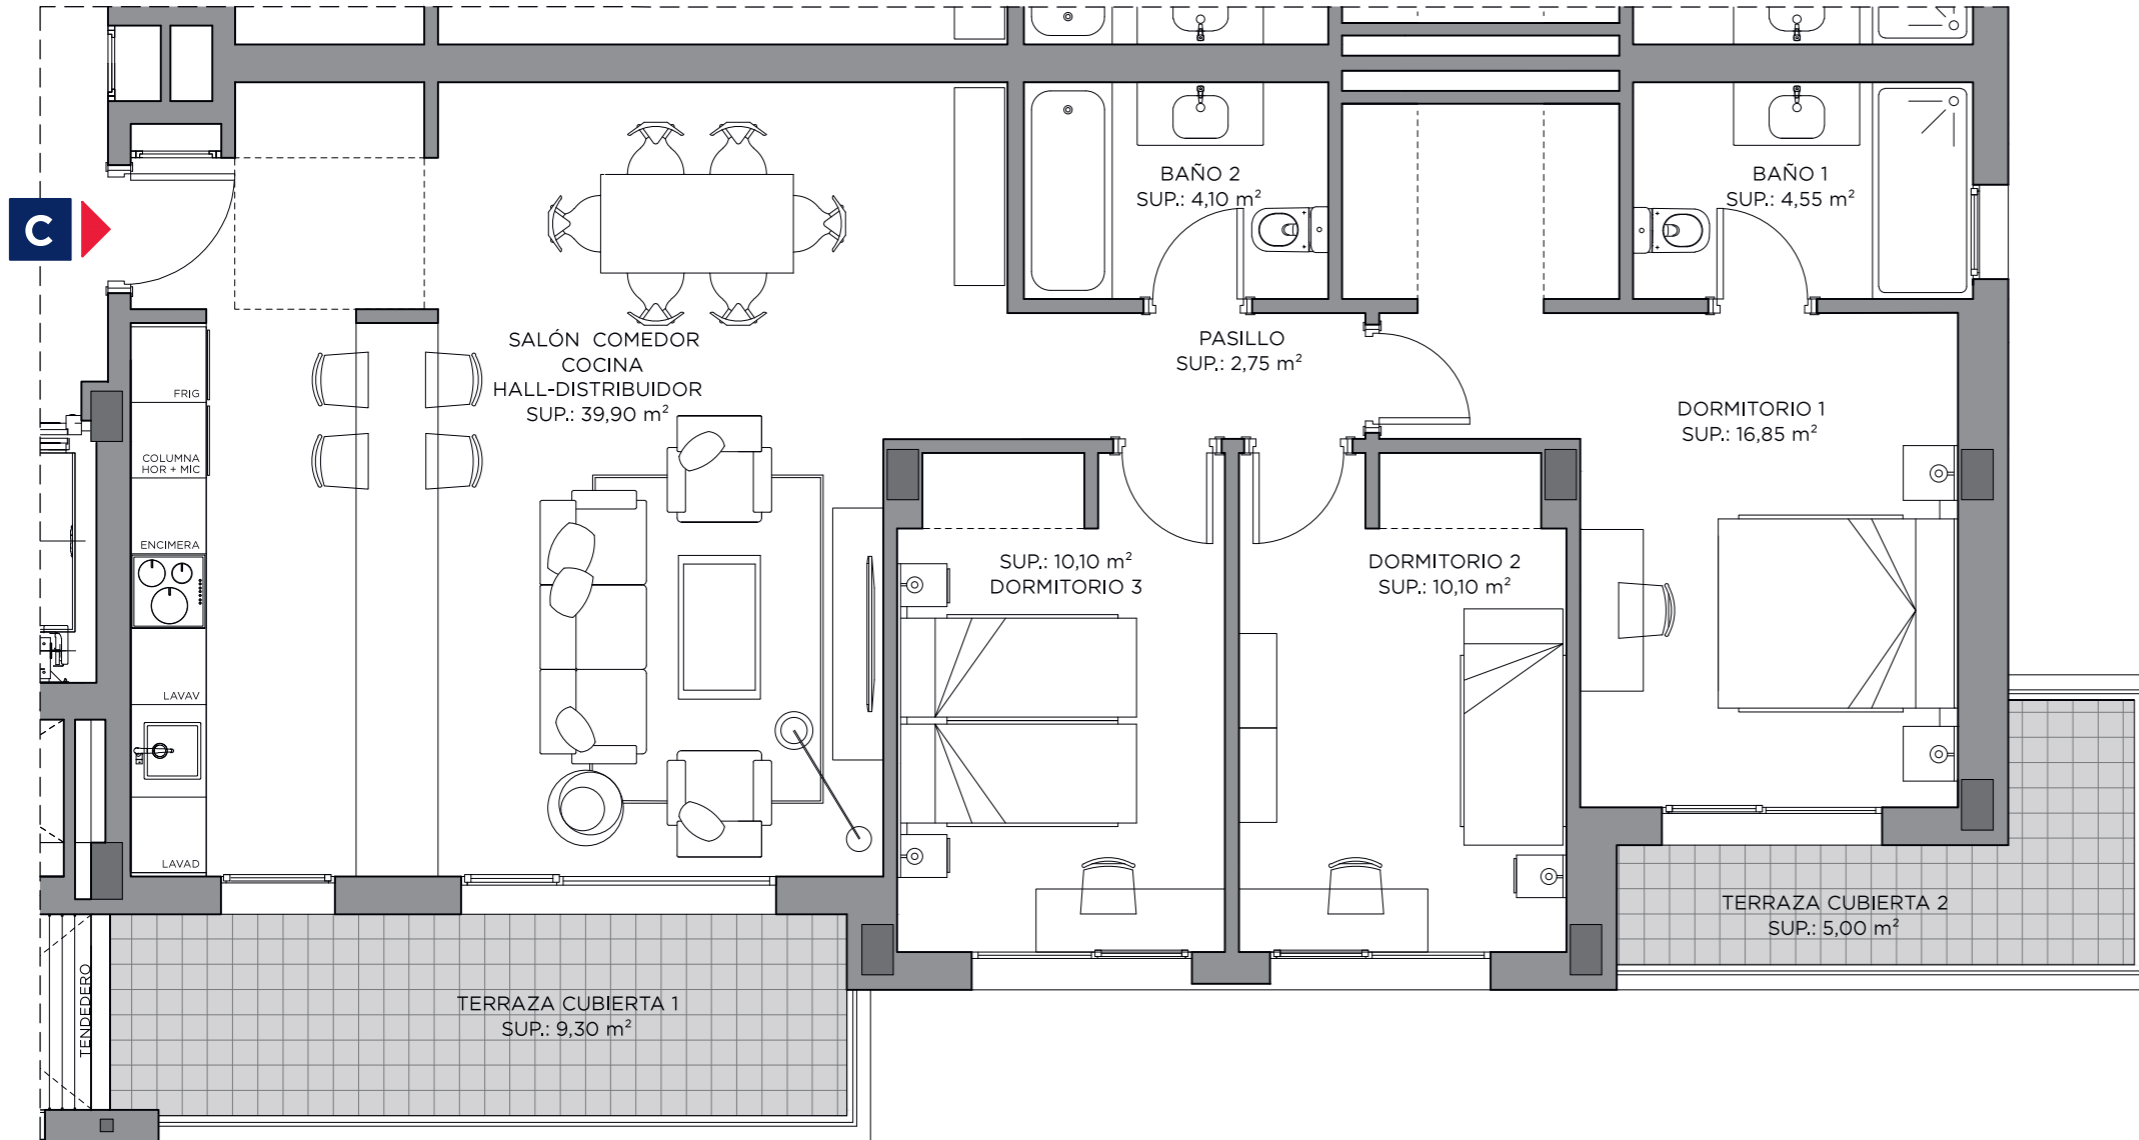 C
BAÑO 2
SUP.: 4,10 m²
BAÑO 1
SUP.: 4,55 m²
SALÓN COMEDOR
COCINA
HALL-DISTRIBUIDOR
SUP.: 39,90 m²
PASILLO
SUP.: 2,75 m²
DORMITORIO 1
SUP.: 16,85 m²
FRIG
COLUMNA
HOR + MIC
ENCIMERA
LAVAV
LAVAD
SUP.: 10,10 m²
DORMITORIO 3
DORMITORIO 2
SUP.: 10,10 m²
TERRAZA CUBIERTA 2
SUP.: 5,00 m²
TENDEDERO
TERRAZA CUBIERTA 1
SUP.: 9,30 m²